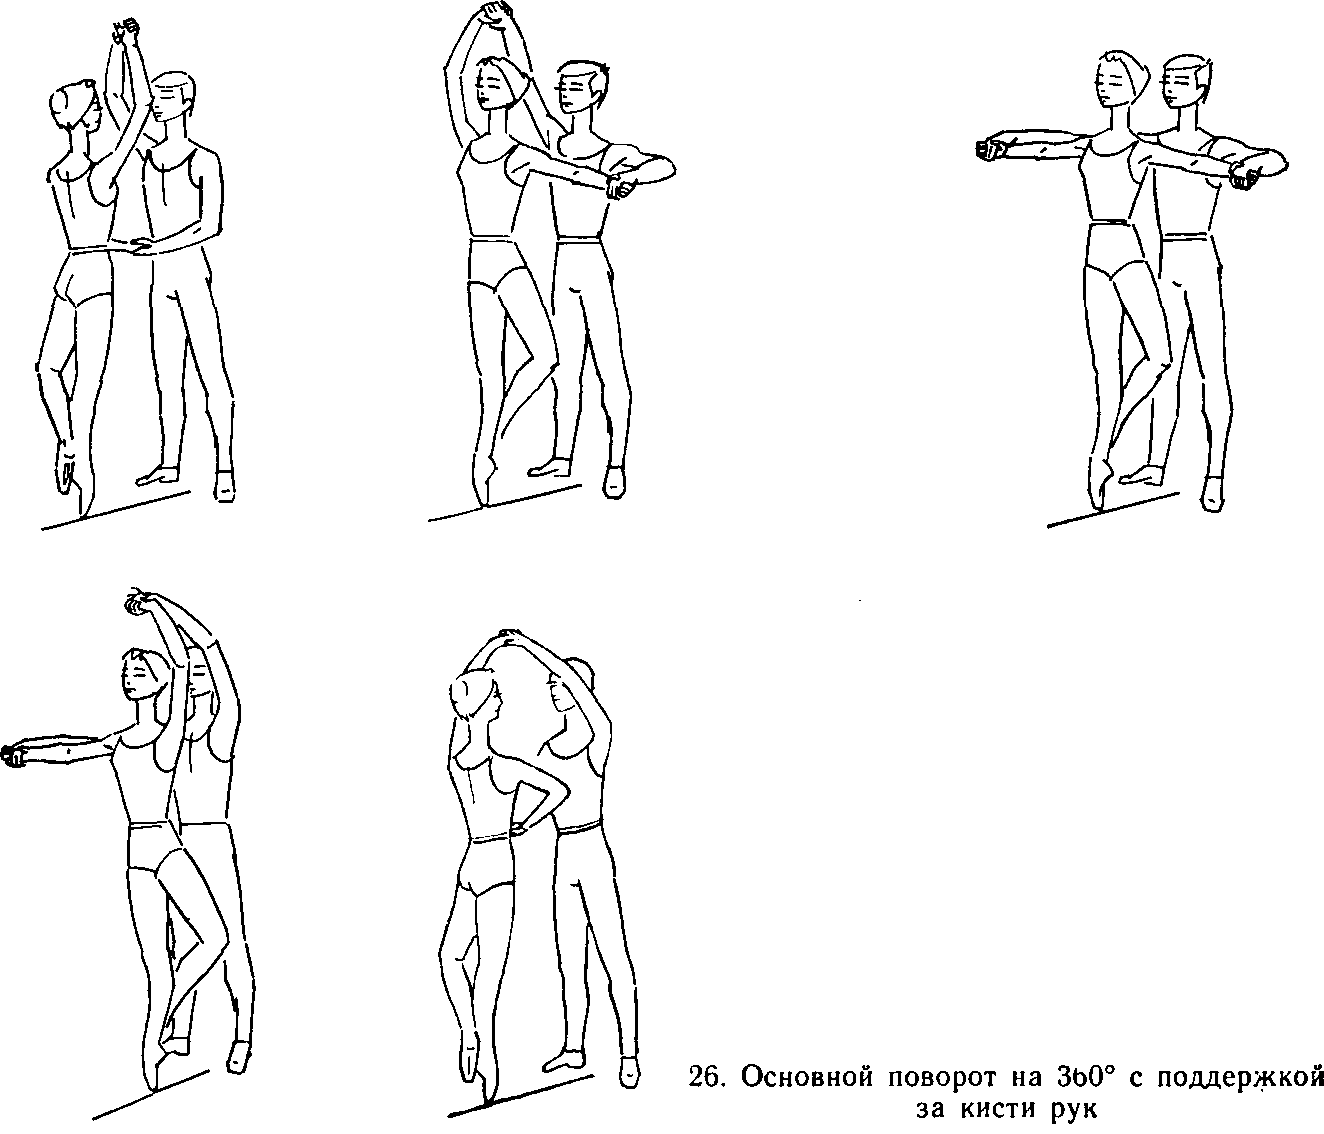 26. Основной поворот на 360° с поддержкой
за кисти рук